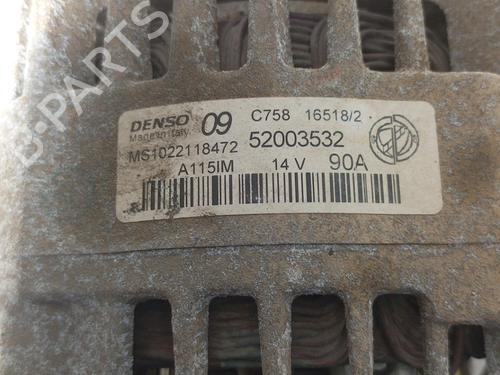 DENSO 09 C758 16518/2
Made in Italy
MS1022118472 52003532
A115IM 14 V 90A
B-PARTS